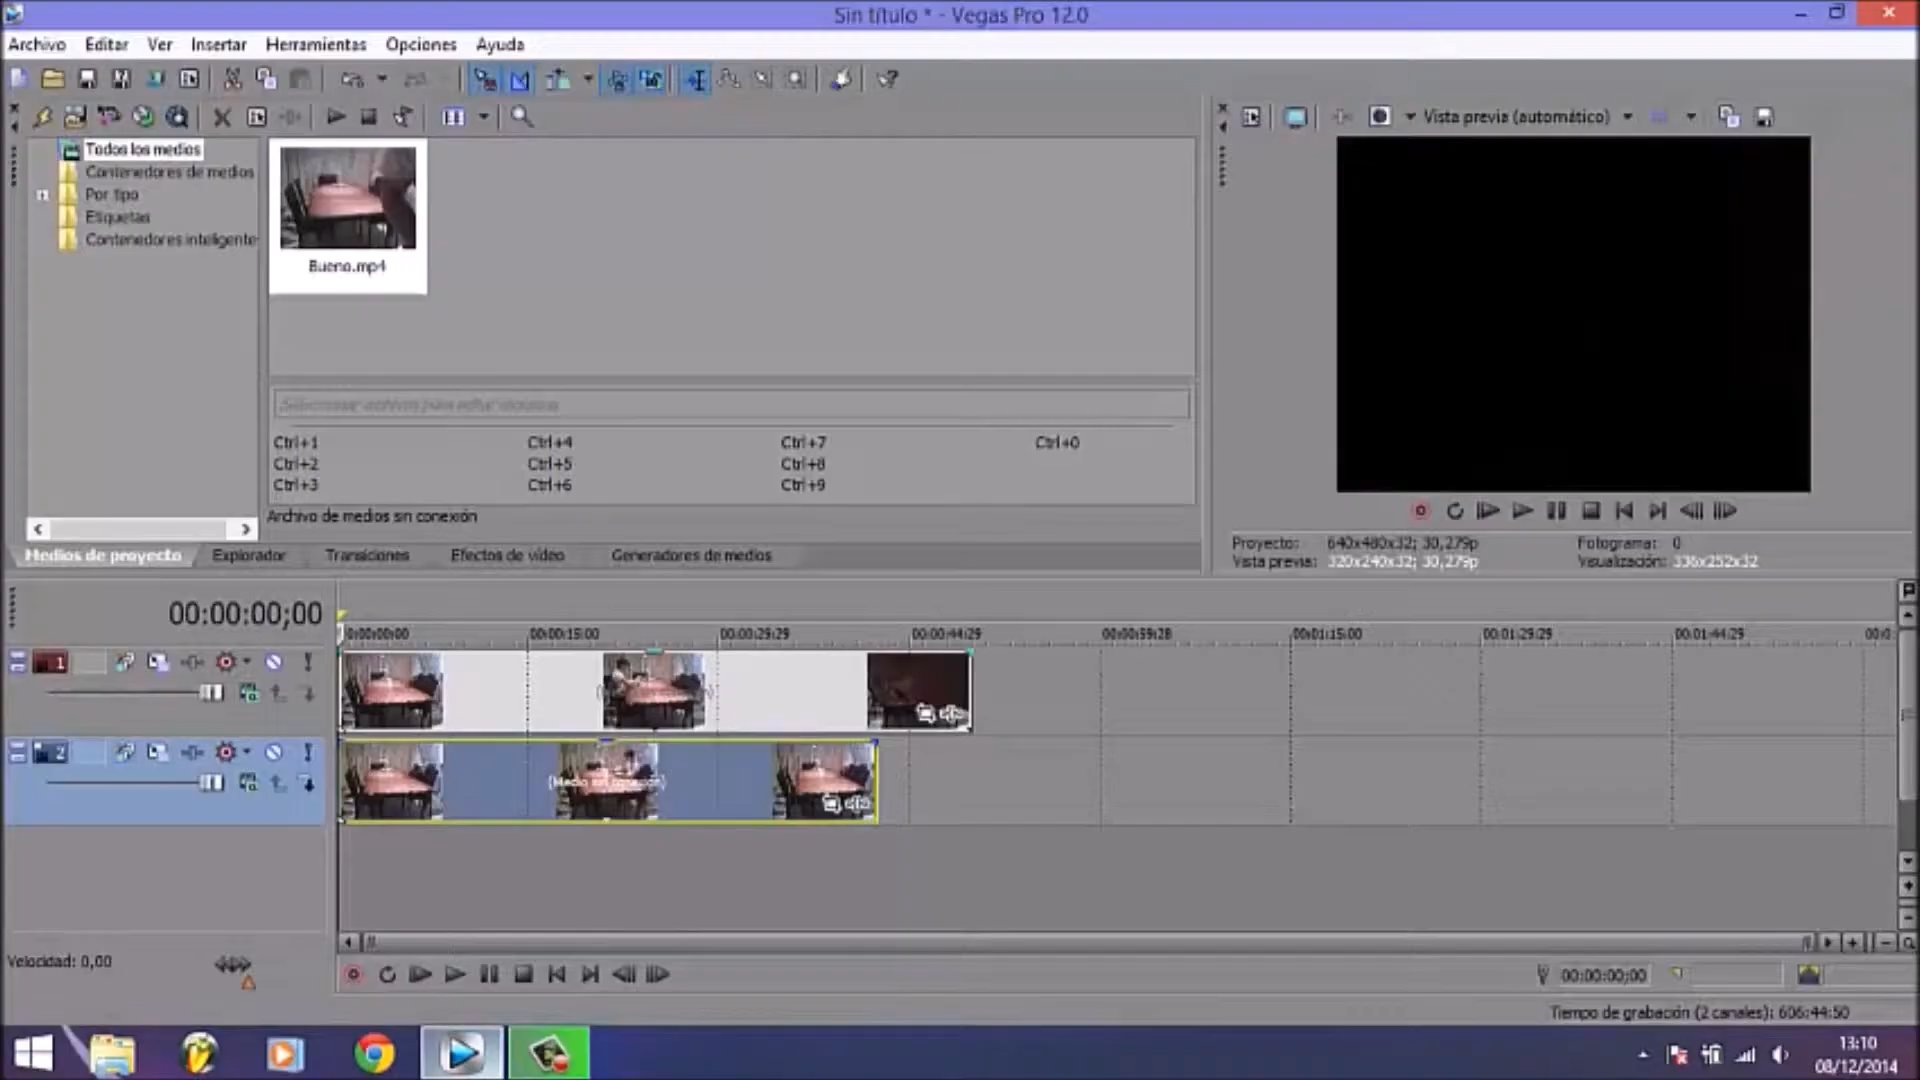 Sin título * - Vegas Pro 12.0
Archivo Editar Ver Insertar Herramientas Opciones Ayuda
Todos los medios
Contenedores de medios
Por tipo
Etiquetas
Contenedores inteligente
Bueno.mp4
Vista previa (automático)
Ctrl+1 Ctrl+4 Ctrl+7 Ctrl+0
Ctrl+2 Ctrl+5 Ctrl+8
Ctrl+3 Ctrl+6 Ctrl+9
Archivo de medios sin conexión
Medios de proyecto Explorador Transiciones Efectos de vídeo Generadores de medios
Proyecto: 640x480x32; 30,279p Fotograma: 0
Vista previa: 320x240x32; 30,279p Visualización: 336x252x32
00:00:00;00
00:00:15:00 00:00:29:29 00:00:44:29 00:00:59:28 00:01:15:00 00:01:29:29 00:01:44:29
1
2
(Medio sin conexión)
Velocidad: 0,00
00:00:00;00
Tiempo de grabación (2 canales): 606:44:50
13:10
08/12/2014